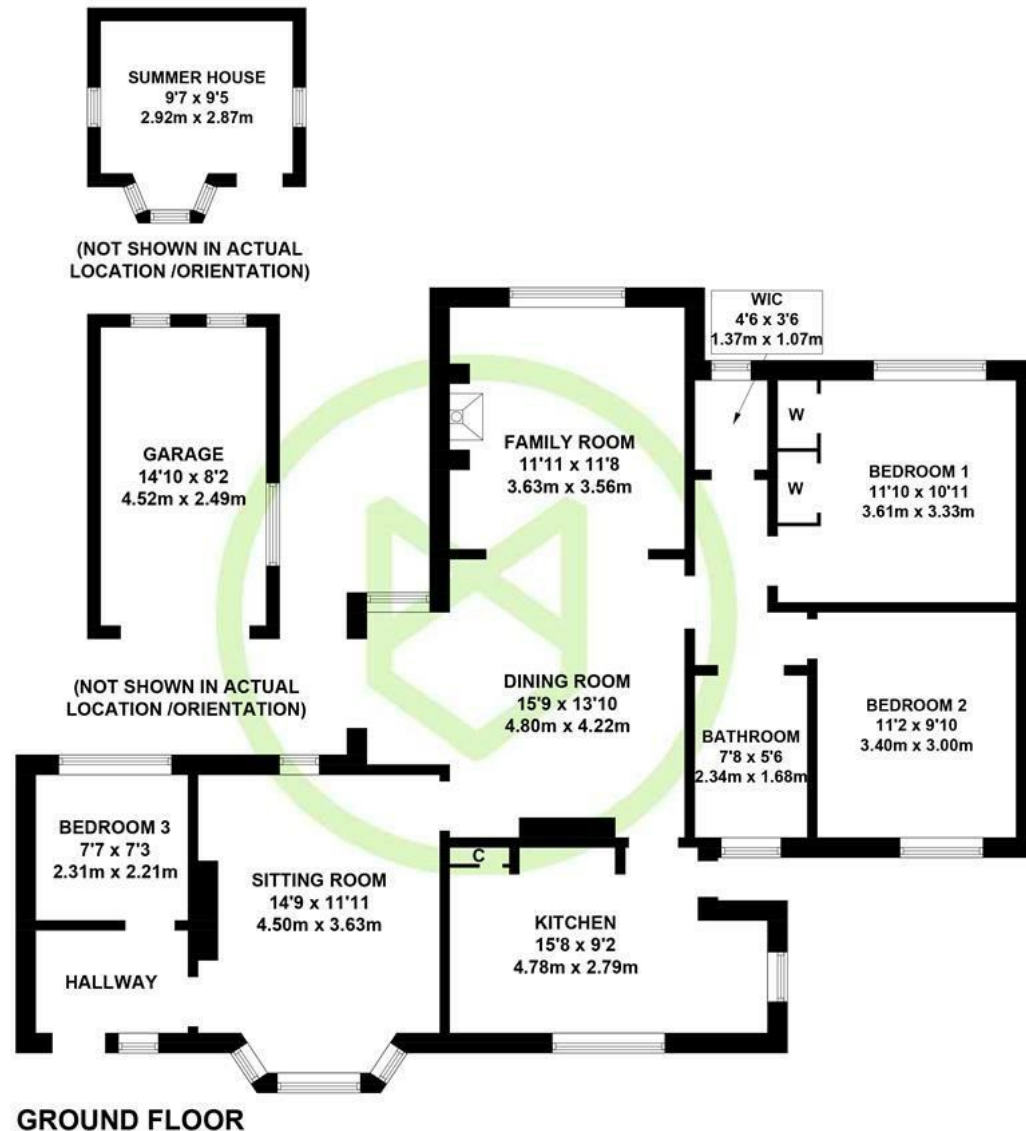 SUMMER HOUSE
9'7 x 9'5
2.92m x 2.87m
(NOT SHOWN IN ACTUAL
LOCATION /ORIENTATION)
GARAGE
14'10 x 8'2
4.52m x 2.49m
(NOT SHOWN IN ACTUAL
LOCATION /ORIENTATION)
WIC
4'6 x 3'6
1.37m x 1.07m
FAMILY ROOM
11'11 x 11'8
3.63m x 3.56m
W
W
BEDROOM 1
11'10 x 10'11
3.61m x 3.33m
DINING ROOM
15'9 x 13'10
4.80m x 4.22m
BATHROOM
7'8 x 5'6
2.34m x 1.68m
BEDROOM 2
11'2 x 9'10
3.40m x 3.00m
BEDROOM 3
7'7 x 7'3
2.31m x 2.21m
SITTING ROOM
14'9 x 11'11
4.50m x 3.63m
C
KITCHEN
15'8 x 9'2
4.78m x 2.79m
HALLWAY
GROUND FLOOR